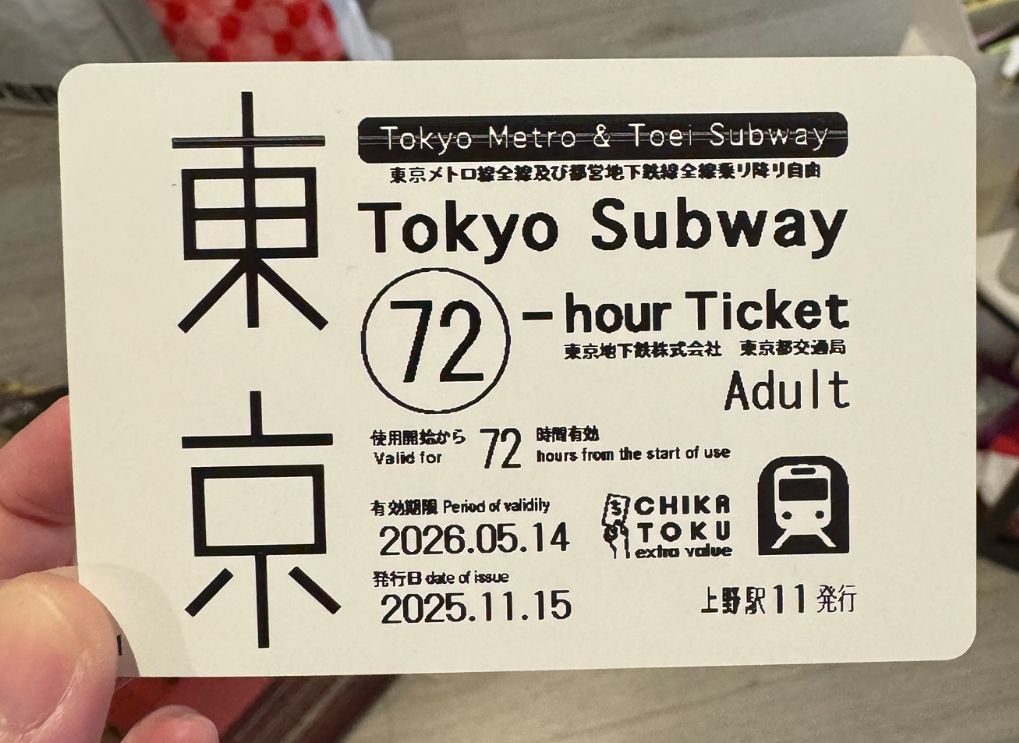 東京
Tokyo Metro & Toei Subway
東京メトロ線全線及び都営地下鉄線全線乗り降り自由
Tokyo Subway
72-hour Ticket
東京地下鉄株式会社 東京都交通局
Adult
使用開始から 72 時間有効
Valid for hours from the start of use
有効期限 Period of validity
2026.05.14
CHIKA
TOKU
extra value
発行日 date of issue
2025.11.15
上野駅11発行